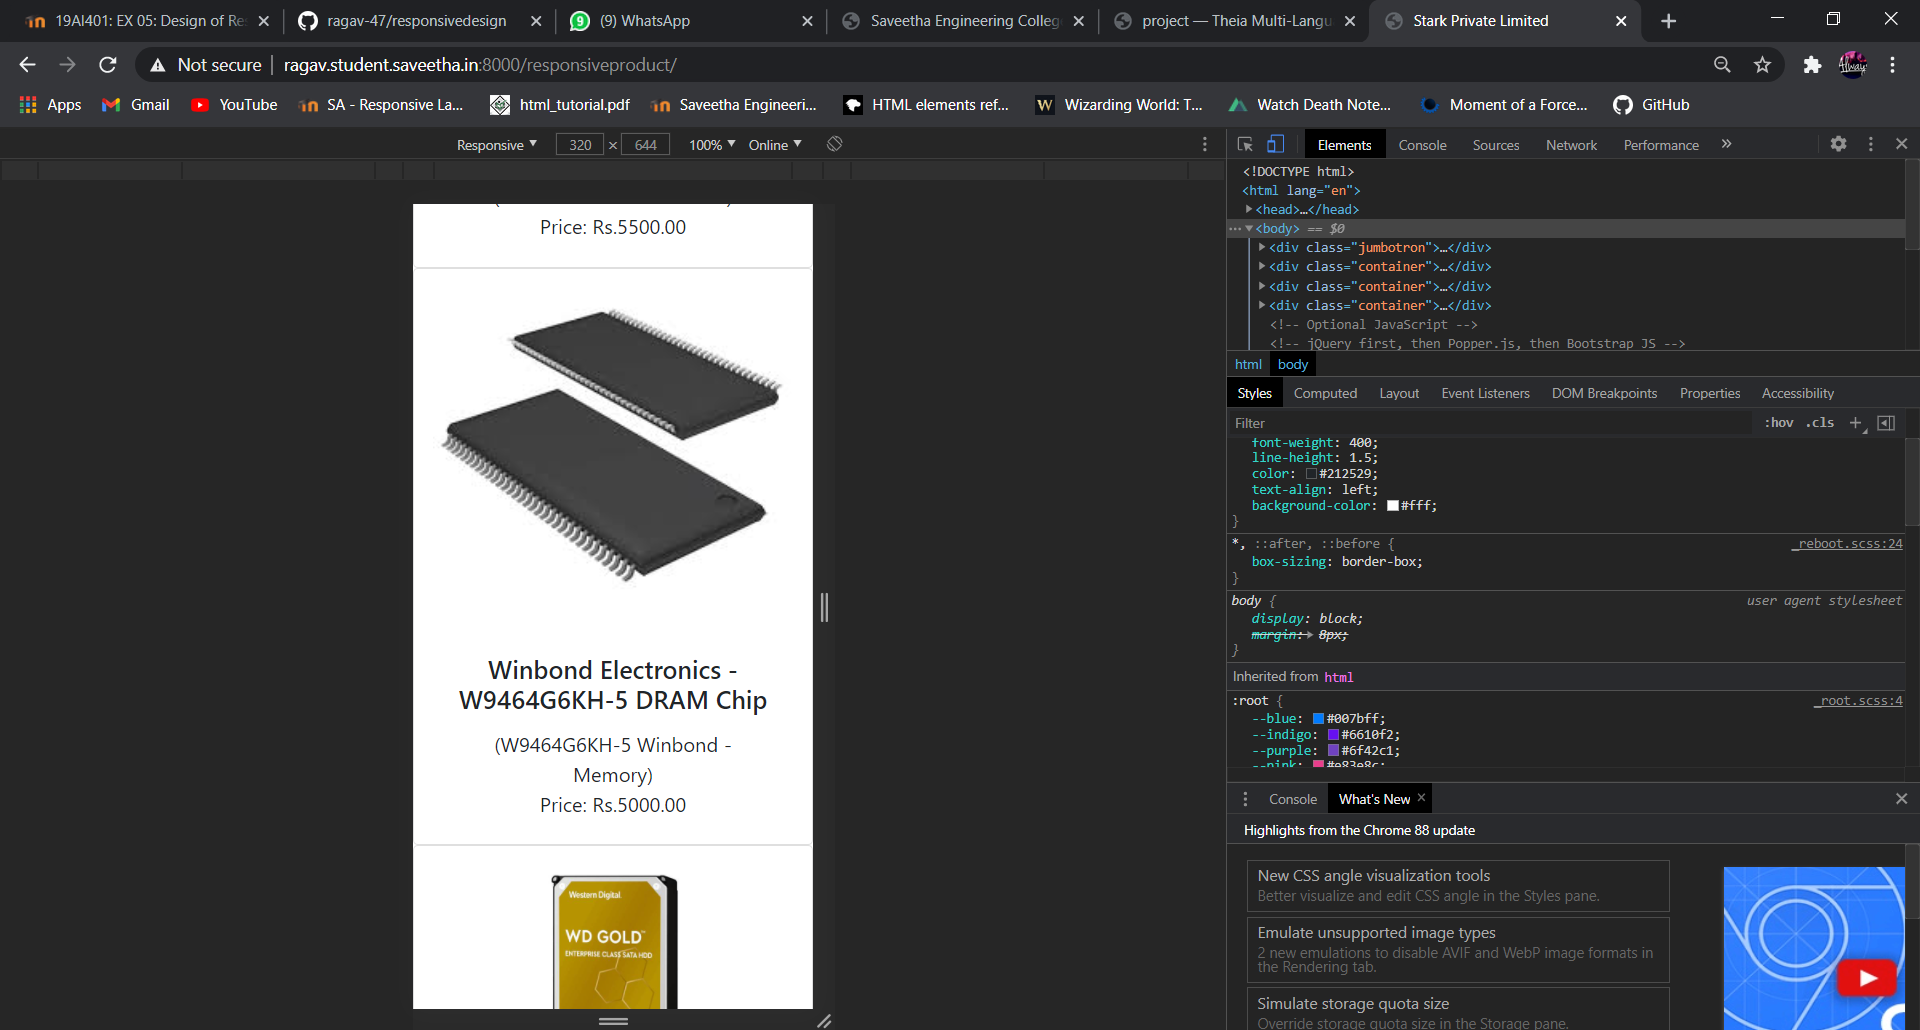 19AI401: EX 05: Design of Re
ragav-47/responsivedesign
(9) WhatsApp
Saveetha Engineering Colleg
project — Theia Multi-Langu
Stark Private Limited
Not secure
ragav.student.saveetha.in:8000/responsiveproduct/
Apps
Gmail
YouTube
SA - Responsive La...
html_tutorial.pdf
Saveetha Engineeri...
HTML elements ref...
Wizarding World: T...
Watch Death Note...
Moment of a Force...
GitHub
Responsive
320 × 644
100%
Online
Price: Rs.5500.00
Winbond Electronics -
W9464G6KH-5 DRAM Chip
(W9464G6KH-5 Winbond -
Memory)
Price: Rs.5000.00
Western Digital
WD GOLD™
ENTERPRISE CLASS SATA HDD
Elements Console Sources Network Performance »
<!DOCTYPE html>
<html lang="en">
<head>…</head>
<body> == $0
<div class="jumbotron">…</div>
<div class="container">…</div>
<div class="container">…</div>
<div class="container">…</div>
<!-- Optional JavaScript -->
<!-- jQuery first, then Popper.js, then Bootstrap JS -->
html body
Styles Computed Layout Event Listeners DOM Breakpoints Properties Accessibility
Filter :hov .cls
font-weight: 400;
line-height: 1.5;
color: #212529;
text-align: left;
background-color: #fff;
}
*, ::after, ::before { _reboot.scss:24
box-sizing: border-box;
}
body { user agent stylesheet
display: block;
margin: 8px;
}
Inherited from html
:root { _root.scss:4
--blue: #007bff;
--indigo: #6610f2;
--purple: #6f42c1;
--pink: #e83e8c;
Console What's New
Highlights from the Chrome 88 update
New CSS angle visualization tools
Better visualize and edit CSS angle in the Styles pane.
Emulate unsupported image types
2 new emulations to disable AVIF and WebP image formats in
the Rendering tab.
Simulate storage quota size
Override storage quota size in the Storage pane.